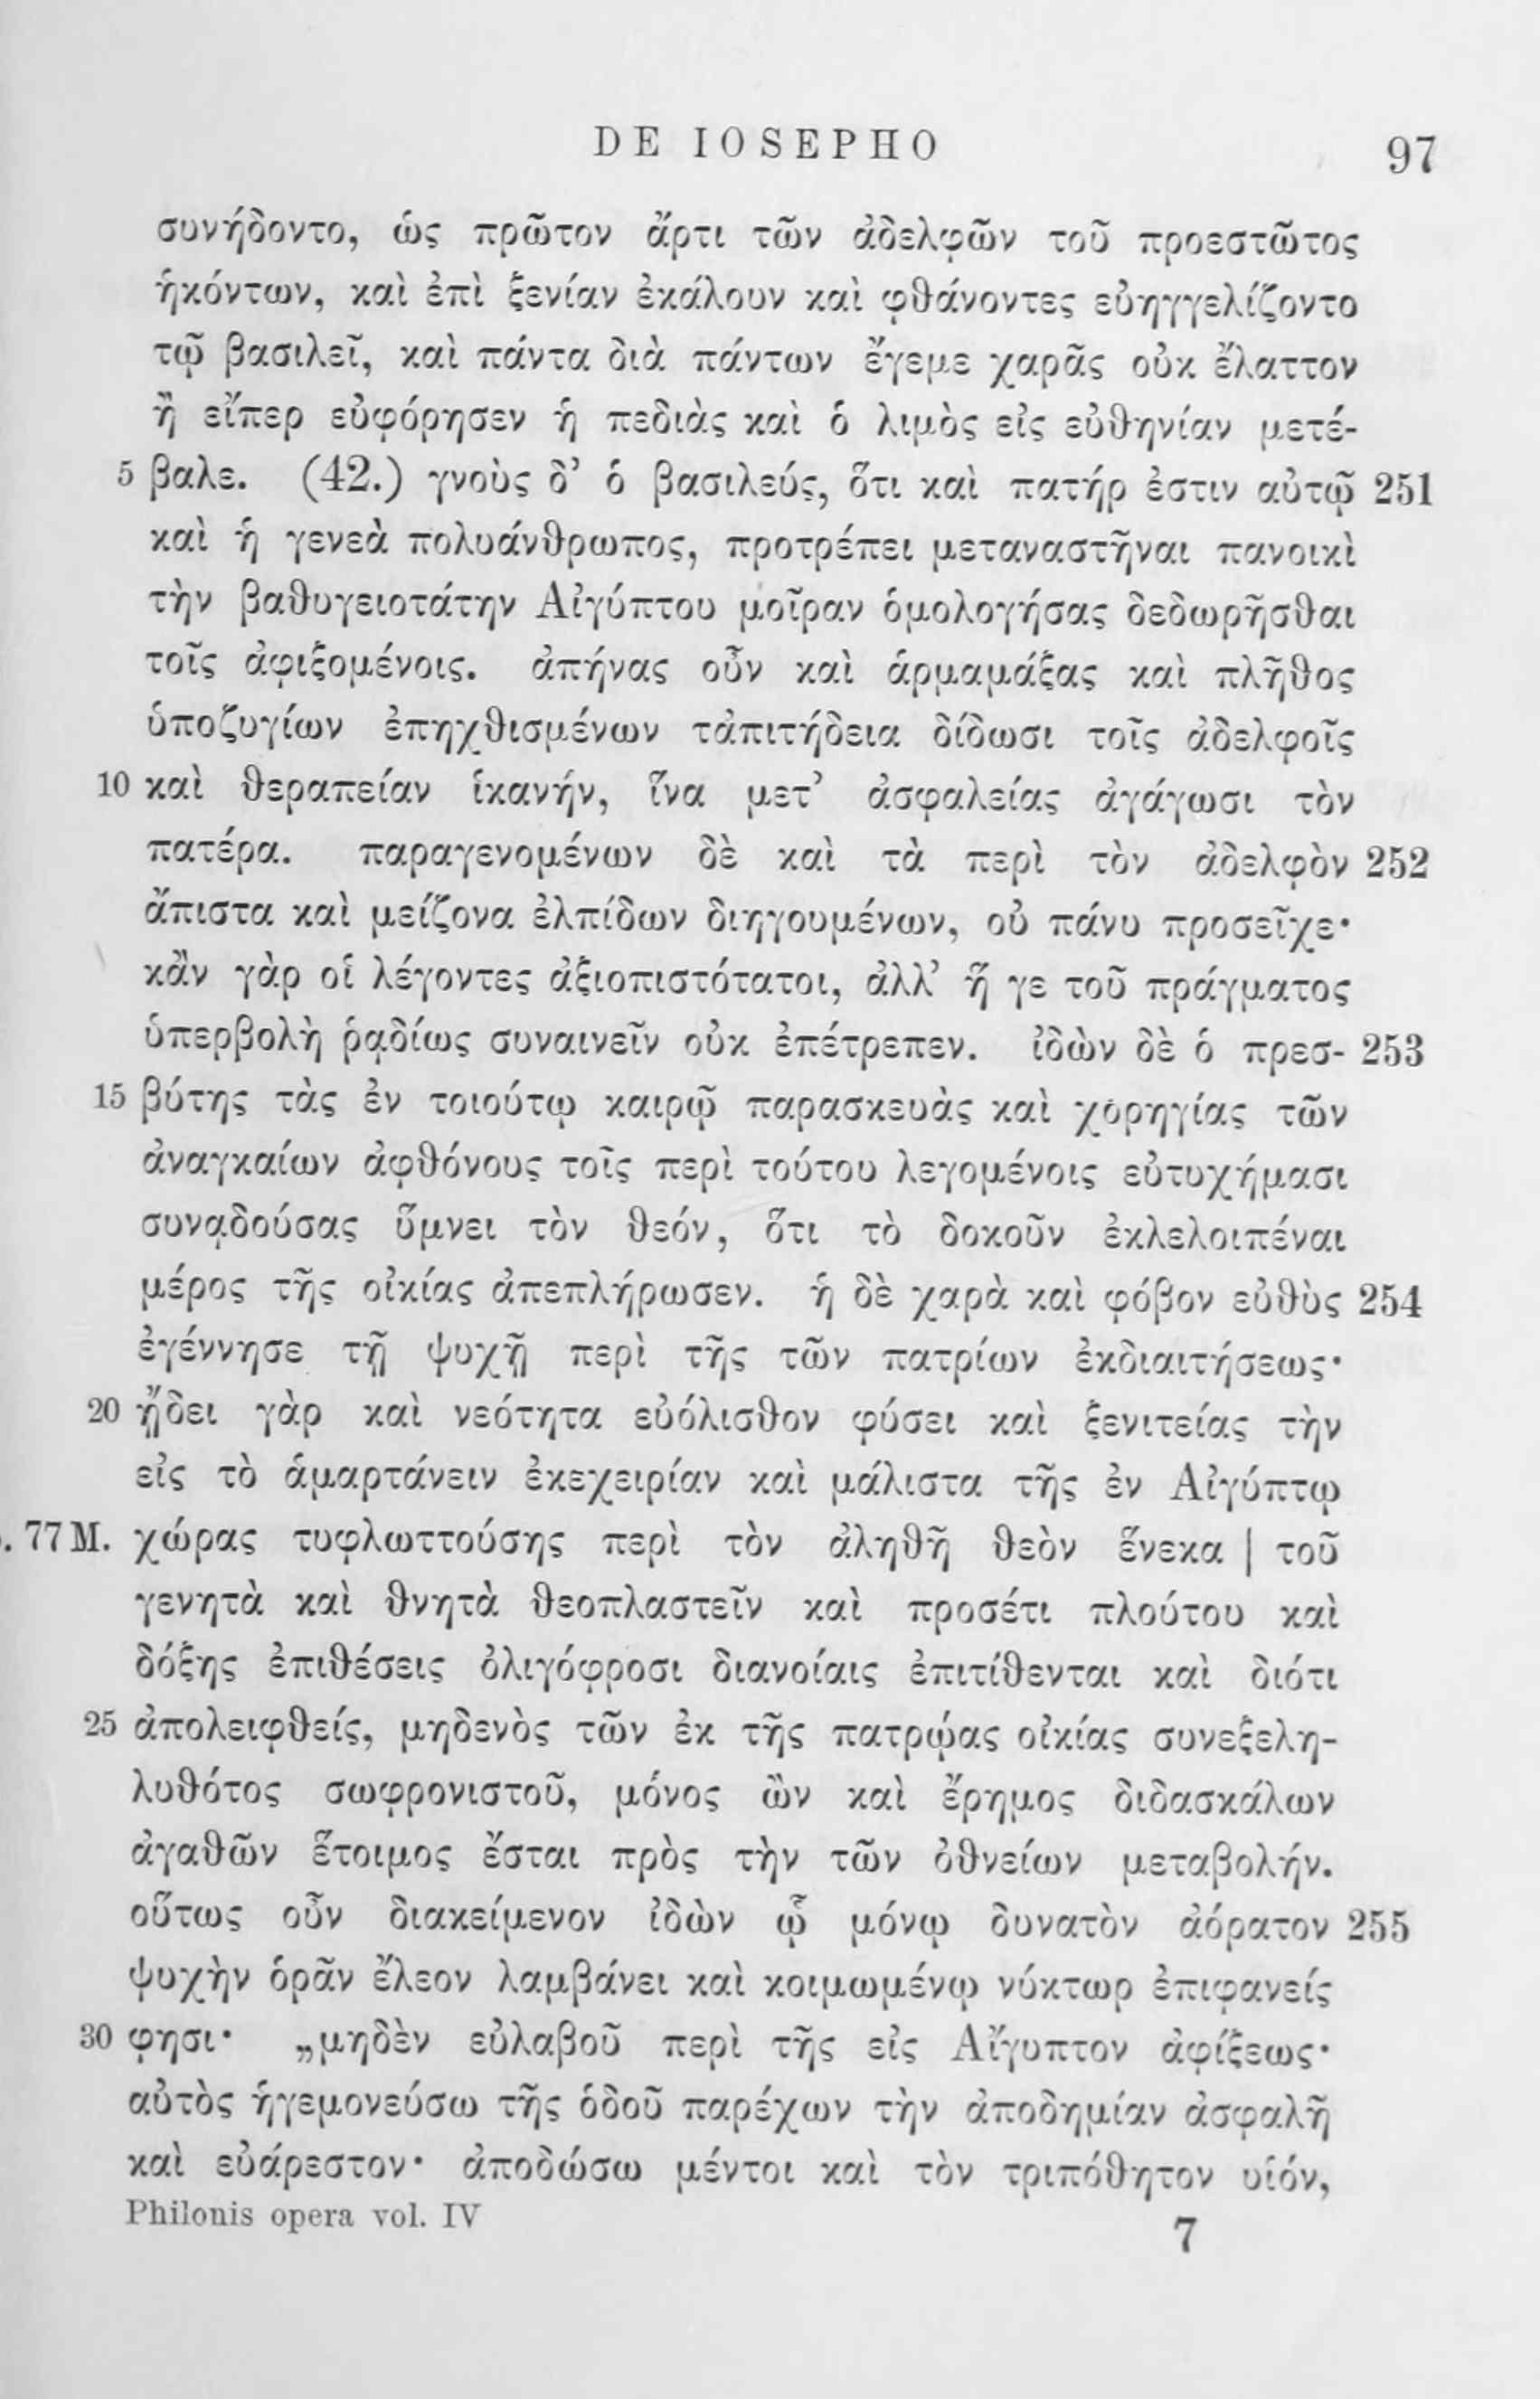 DE IOSEPHO 97
συνήδοντο, ὡς πρῶτον ἄρτι τῶν ἀδελφῶν τοῦ προεστῶτος
ἡκόντων, καὶ ἐπὶ ξενίαν ἐκάλουν καὶ φθάνοντες εὐηγγελίζοντο
τῷ βασιλεῖ, καὶ πάντα διὰ πάντων ἔγεμε χαρᾶς οὐκ ἔλαττον
ἢ εἴπερ εὐφόρησεν ἡ πεδιὰς καὶ ὁ λιμὸς εἰς εὐθηνίαν μετέ-
5 βαλε. (42.) γνοὺς δ’ ὁ βασιλεύς, ὅτι καὶ πατήρ ἐστιν αὐτῷ 251
καὶ ἡ γενεὰ πολυάνθρωπος, προτρέπει μεταναστῆναι πανοικὶ
τὴν βαθυγειοτάτην Αἰγύπτου μοῖραν ὁμολογήσας δεδωρῆσθαι
τοῖς ἀφιξομένοις. ἀπήνας οὖν καὶ ἁρμαμάξας καὶ πλῆθος
ὑποζυγίων ἐπηχθισμένων τἀπιτήδεια δίδωσι τοῖς ἀδελφοῖς
10 καὶ θεραπείαν ἱκανήν, ἵνα μετ’ ἀσφαλείας ἀγάγωσι τὸν
πατέρα. παραγενομένων δὲ καὶ τὰ περὶ τὸν ἀδελφὸν 252
ἄπιστα καὶ μείζονα ἐλπίδων διηγουμένων, οὐ πάνυ προσεῖχε·
κἂν γὰρ οἱ λέγοντες ἀξιοπιστότατοι, ἀλλ’ ἥ γε τοῦ πράγματος
ὑπερβολὴ ῥᾳδίως συναινεῖν οὐκ ἐπέτρεπεν. ἰδὼν δὲ ὁ πρεσ- 253
15 βύτης τὰς ἐν τοιούτῳ καιρῷ παρασκευὰς καὶ χορηγίας τῶν
ἀναγκαίων ἀφθόνους τοῖς περὶ τούτου λεγομένοις εὐτυχήμασι
συνᾳδούσας ὕμνει τὸν θεόν, ὅτι τὸ δοκοῦν ἐκλελοιπέναι
μέρος τῆς οἰκίας ἀπεπλήρωσεν. ἡ δὲ χαρὰ καὶ φόβον εὐθὺς 254
ἐγέννησε τῇ ψυχῇ περὶ τῆς τῶν πατρίων ἐκδιαιτήσεως·
20 ᾔδει γὰρ καὶ νεότητα εὐόλισθον φύσει καὶ ξενιτείας τὴν
εἰς τὸ ἁμαρτάνειν ἐκεχειρίαν καὶ μάλιστα τῆς ἐν Αἰγύπτῳ
. 77 M. χώρας τυφλωττούσης περὶ τὸν ἀληθῆ θεὸν ἕνεκα | τοῦ
γενητὰ καὶ θνητὰ θεοπλαστεῖν καὶ προσέτι πλούτου καὶ
δόξης ἐπιθέσεις ὀλιγόφροσι διανοίαις ἐπιτίθενται καὶ διότι
25 ἀπολειφθείς, μηδενὸς τῶν ἐκ τῆς πατρῴας οἰκίας συνεξελη-
λυθότος σωφρονιστοῦ, μόνος ὢν καὶ ἔρημος διδασκάλων
ἀγαθῶν ἕτοιμος ἔσται πρὸς τὴν τῶν ὀθνείων μεταβολήν.
οὕτως οὖν διακείμενον ἰδὼν ᾧ μόνῳ δυνατὸν ἀόρατον 255
ψυχὴν ὁρᾶν ἔλεον λαμβάνει καὶ κοιμωμένῳ νύκτωρ ἐπιφανείς
30 φησι· „μηδὲν εὐλαβοῦ περὶ τῆς εἰς Αἴγυπτον ἀφίξεως·
αὐτὸς ἡγεμονεύσω τῆς ὁδοῦ παρέχων τὴν ἀποδημίαν ἀσφαλῆ
καὶ εὐάρεστον· ἀποδώσω μέντοι καὶ τὸν τριπόθητον υἱόν,
Philonis opera vol. IV 7